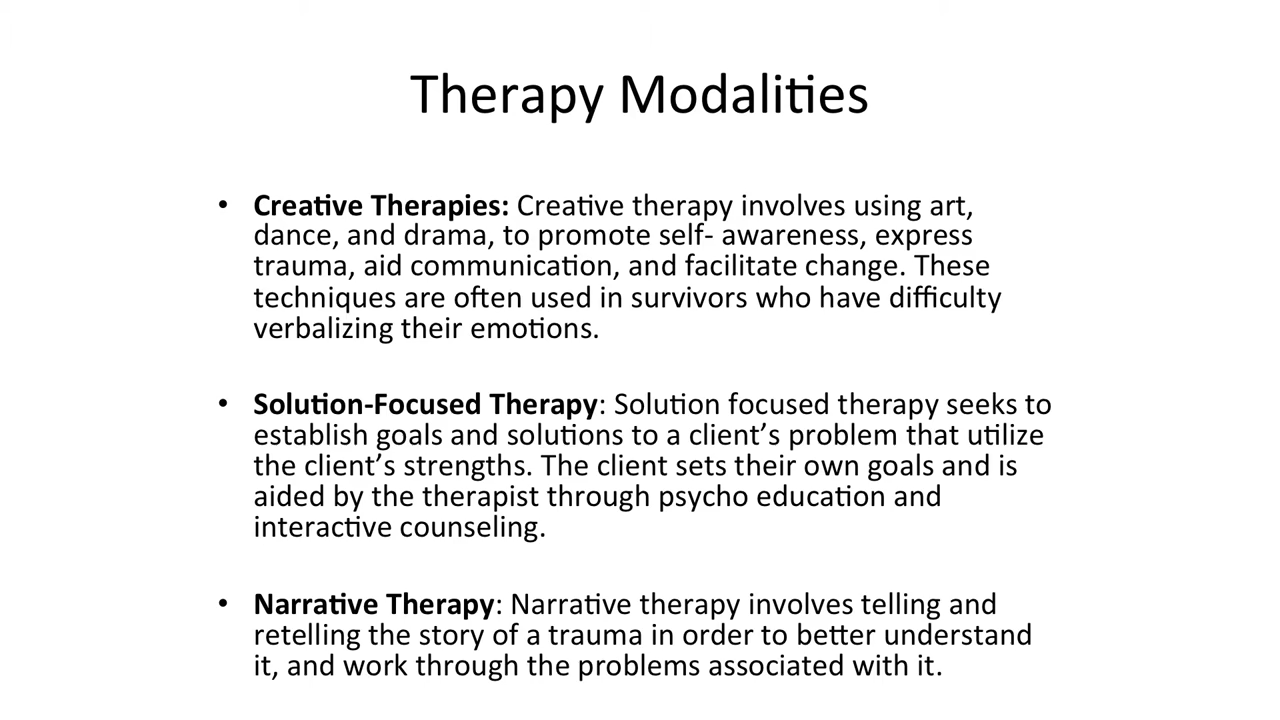 Therapy Modalities
• Creative Therapies: Creative therapy involves using art,
dance, and drama, to promote self- awareness, express
trauma, aid communication, and facilitate change. These
techniques are often used in survivors who have difficulty
verbalizing their emotions.
• Solution-Focused Therapy: Solution focused therapy seeks to
establish goals and solutions to a client’s problem that utilize
the client’s strengths. The client sets their own goals and is
aided by the therapist through psycho education and
interactive counseling.
• Narrative Therapy: Narrative therapy involves telling and
retelling the story of a trauma in order to better understand
it, and work through the problems associated with it.